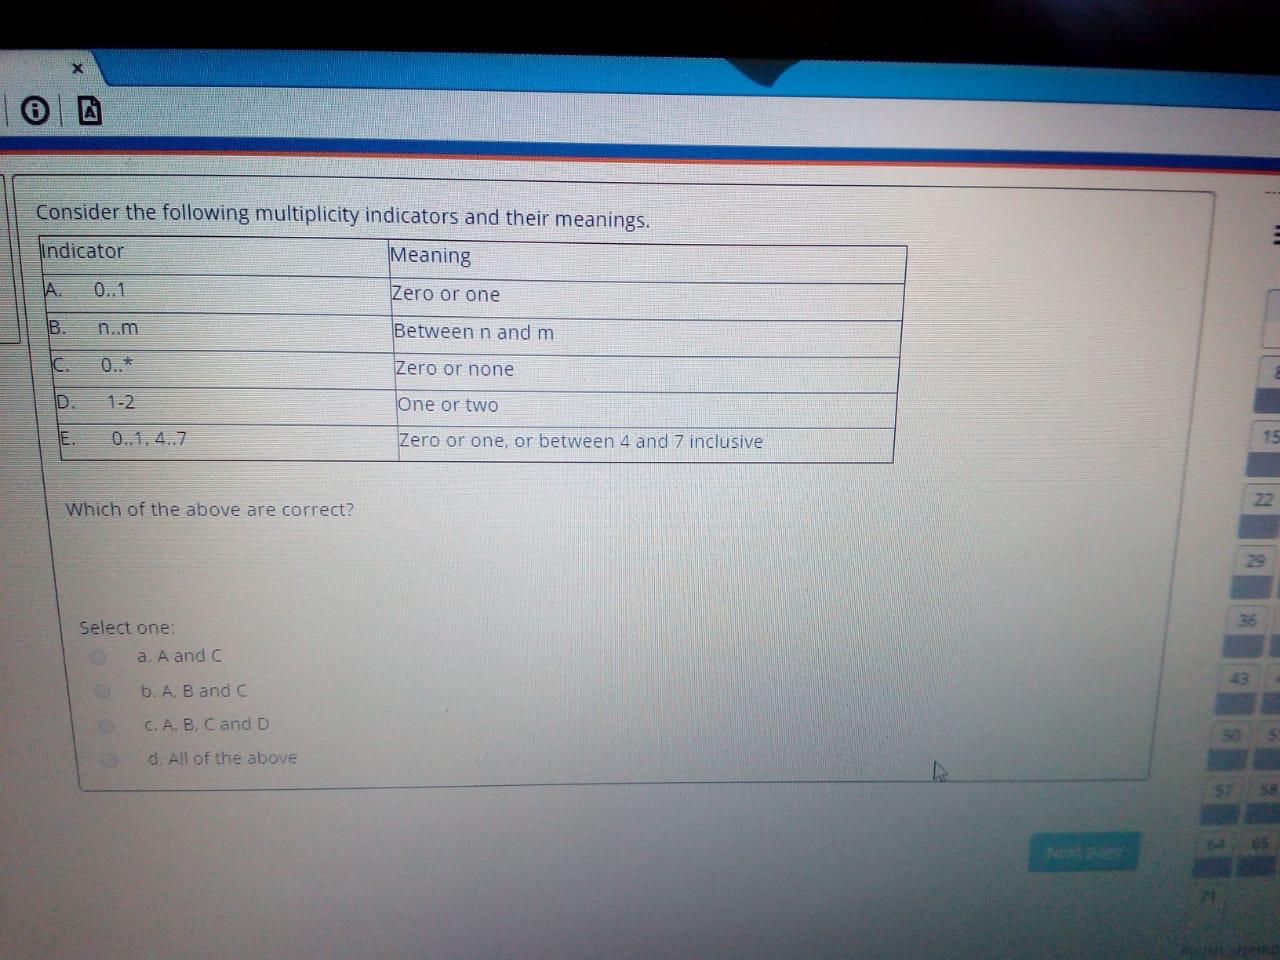 Consider the following multiplicity indicators and their meanings.
Indicator Meaning
A. 0..1 Zero or one
B. n..m Between n and m
C. 0..* Zero or none
D. 1-2 One or two
E. 0..1, 4..7 Zero or one, or between 4 and 7 inclusive
Which of the above are correct?
Select one:
a. A and C
b. A, B and C
c. A, B, C and D
d. All of the above
Next page
8
15
22
29
36
43
50 5
57 58
64 65
71